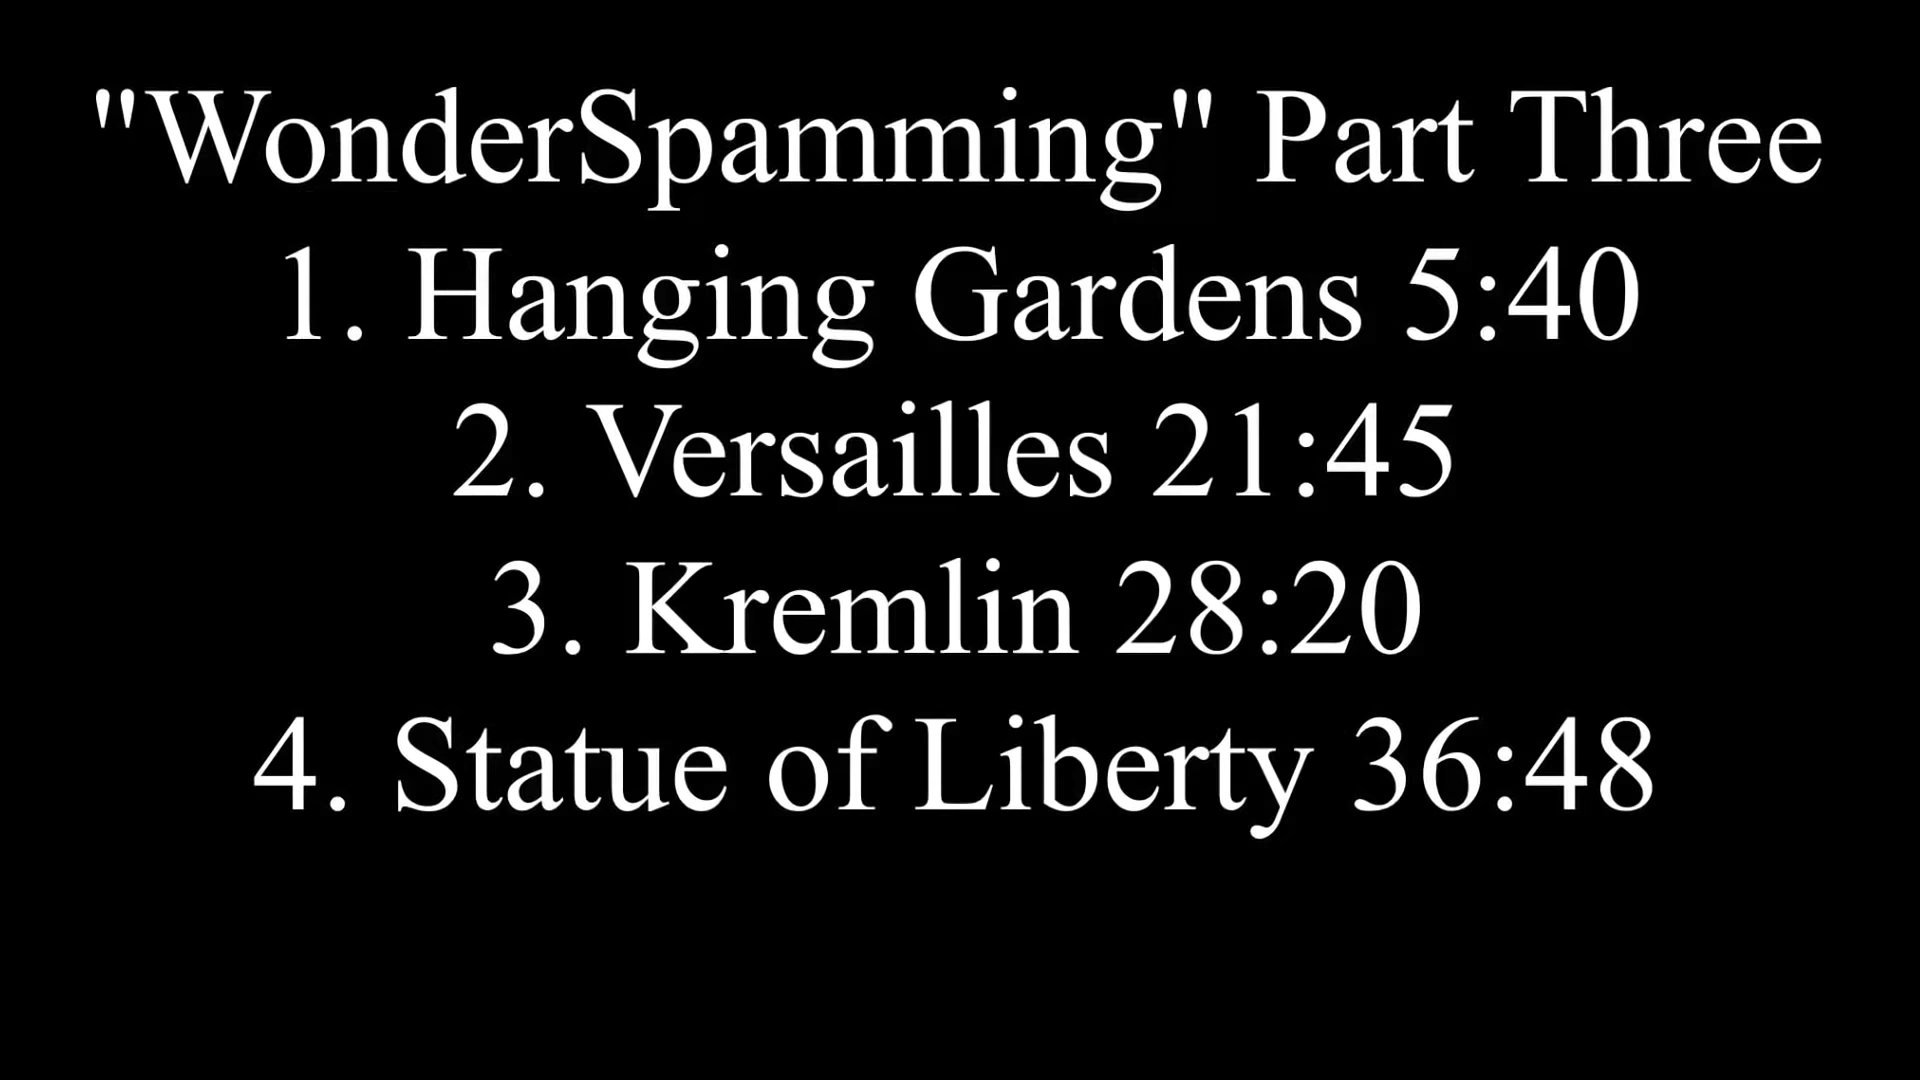 "WonderSpamming" Part Three
1. Hanging Gardens 5:40
2. Versailles 21:45
3. Kremlin 28:20
4. Statue of Liberty 36:48